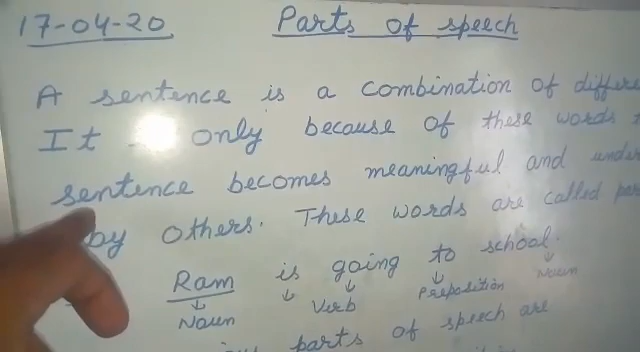 17-04-20 Parts of speech
A sentence is a combination of differe
It only because of these words
sentence becomes meaningful and under
by others. These words are called par
Ram is going to school.
↓ ↓ ↓ ↓ ↓
Noun Verb Preposition Noun
parts of speech are